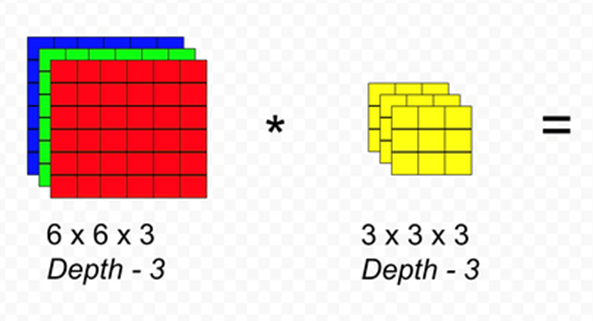 * =
6 x 6 x 3 3 x 3 x 3
Depth - 3 Depth - 3